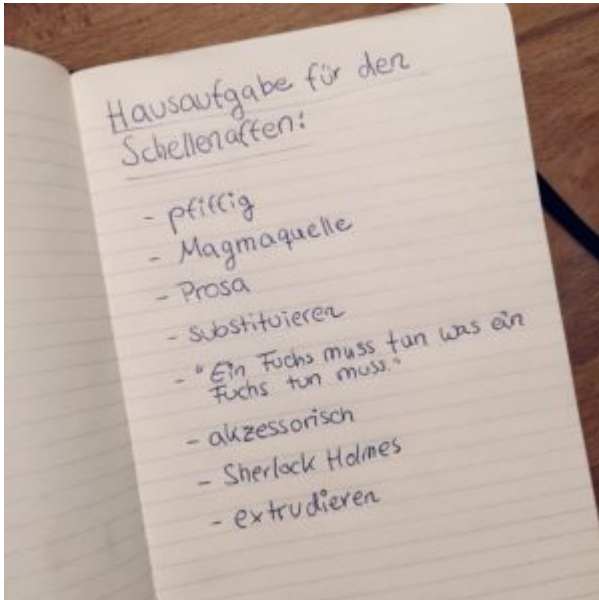 Hausaufgabe für den
Schellenaffen:
- pfiffig
- Magmaquelle
- Prosa
- substituieren
- "Ein Fuchs muss tun was ein
Fuchs tun muss."
- akzessorisch
- Sherlock Holmes
- extrudieren